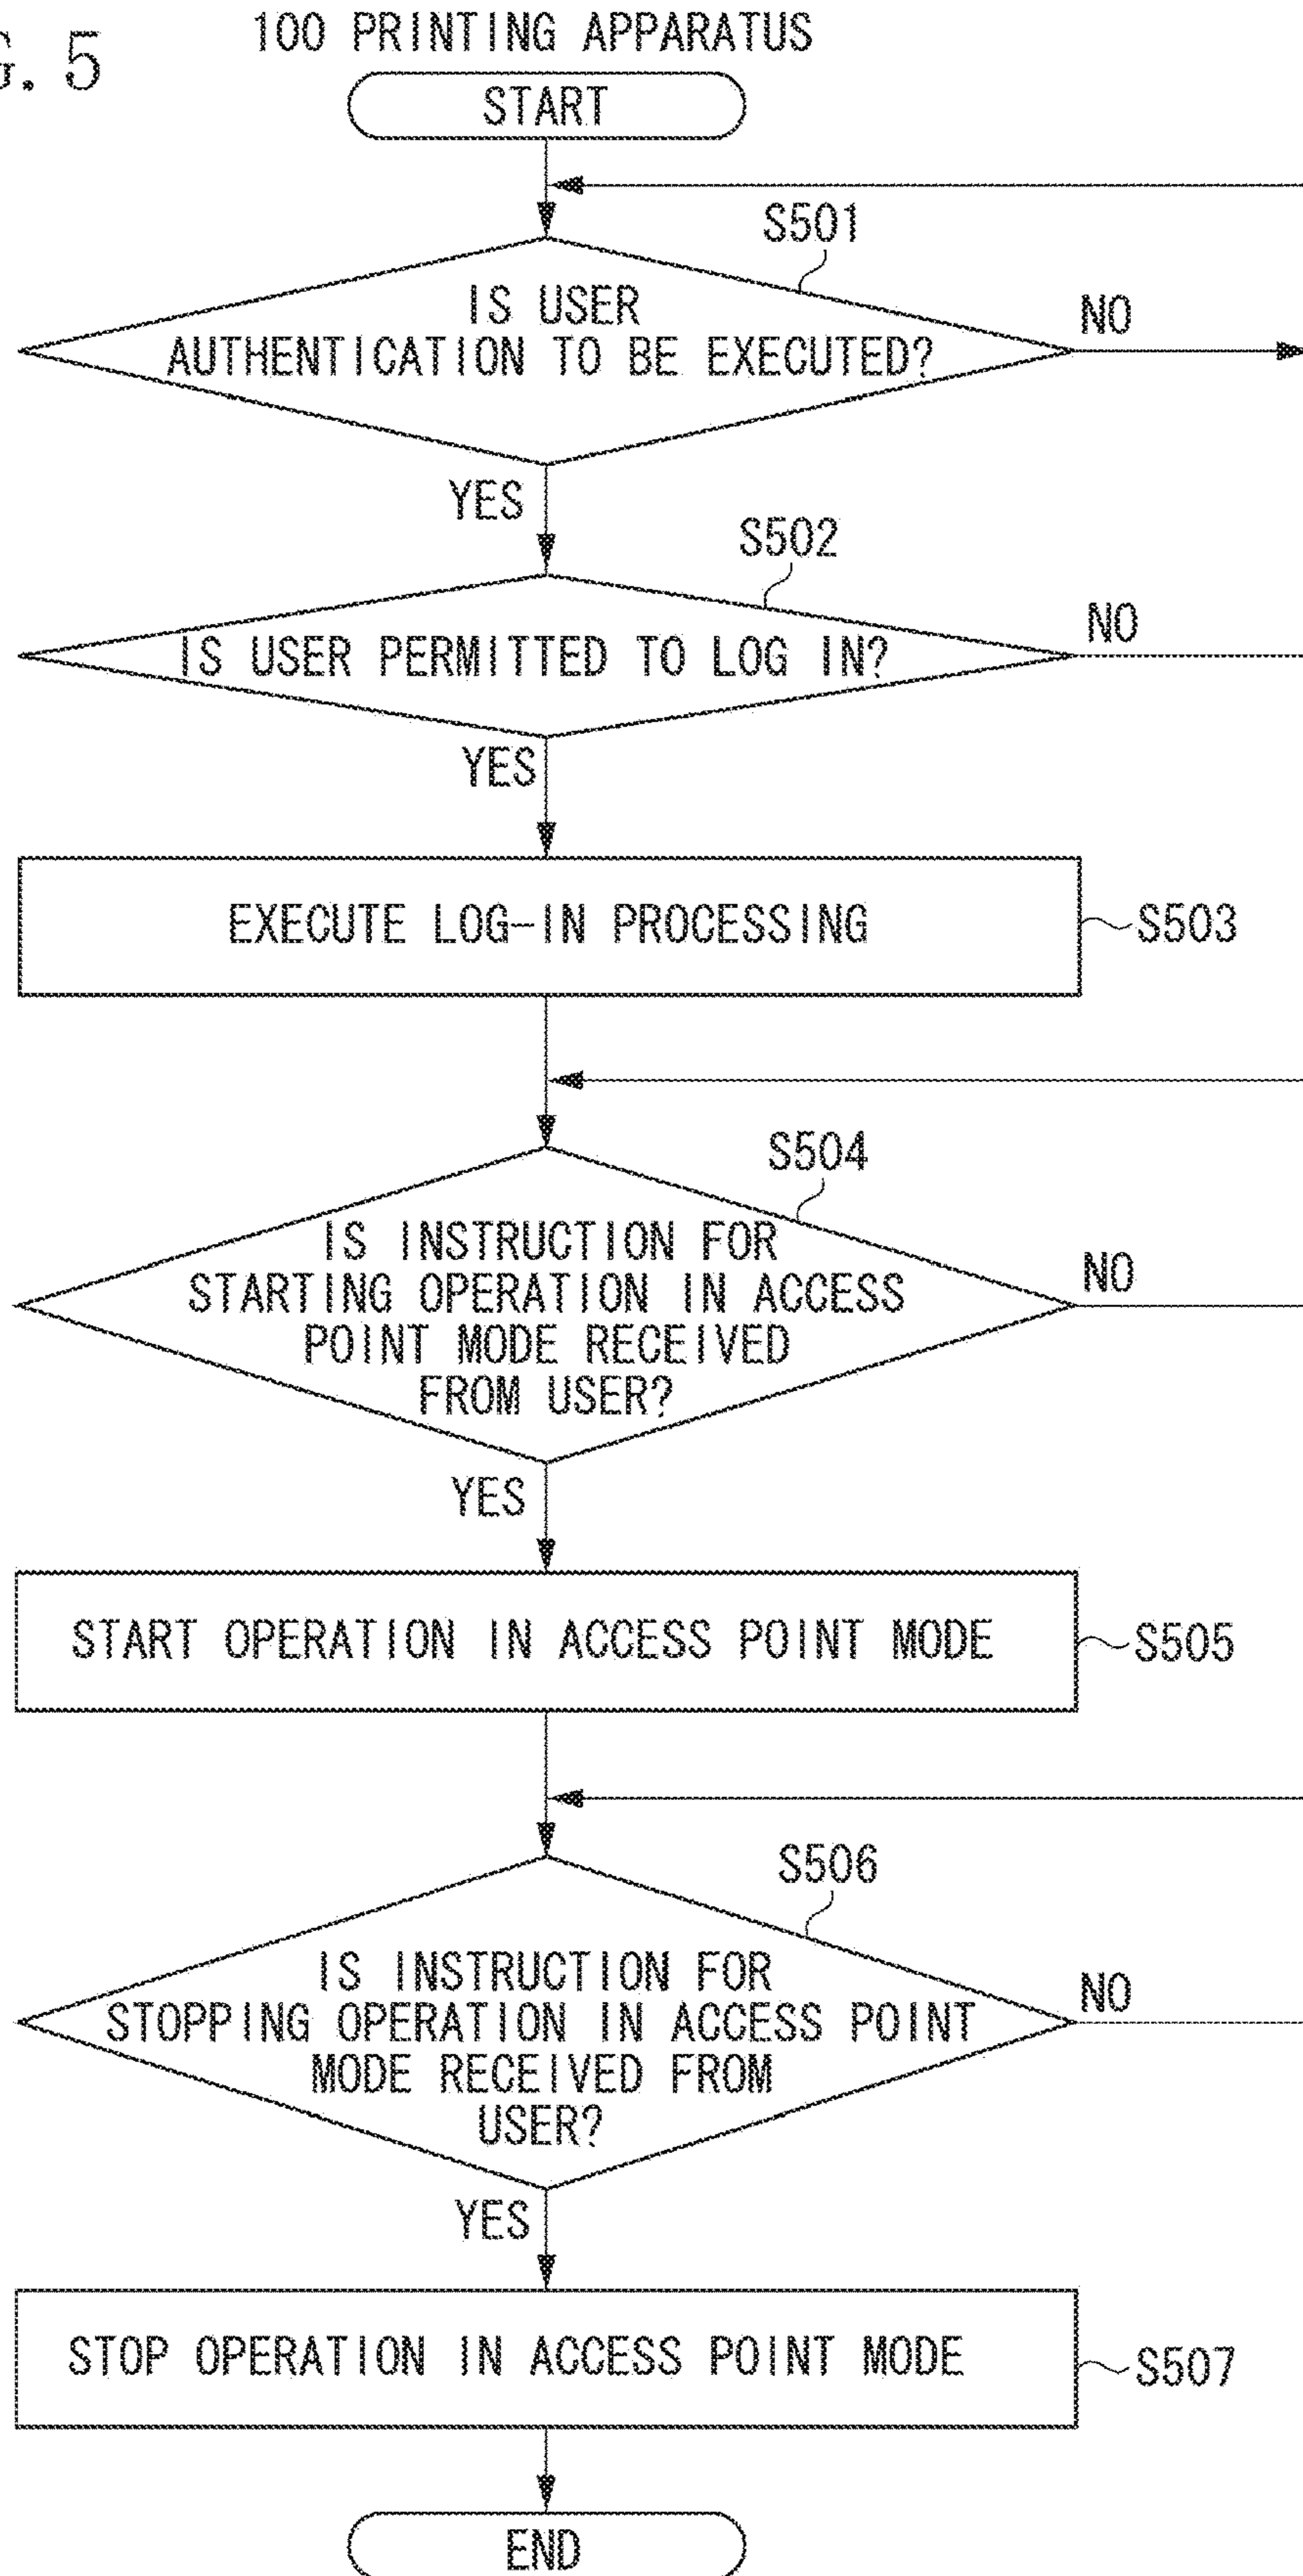 G. 5
100 PRINTING APPARATUS
START
S501
IS USER
AUTHENTICATION TO BE EXECUTED?
NO
YES
S502
IS USER PERMITTED TO LOG IN?
NO
YES
EXECUTE LOG-IN PROCESSING
S503
S504
IS INSTRUCTION FOR
STARTING OPERATION IN ACCESS
POINT MODE RECEIVED
FROM USER?
NO
YES
START OPERATION IN ACCESS POINT MODE
S505
S506
IS INSTRUCTION FOR
STOPPING OPERATION IN ACCESS POINT
MODE RECEIVED FROM
USER?
NO
YES
STOP OPERATION IN ACCESS POINT MODE
S507
END